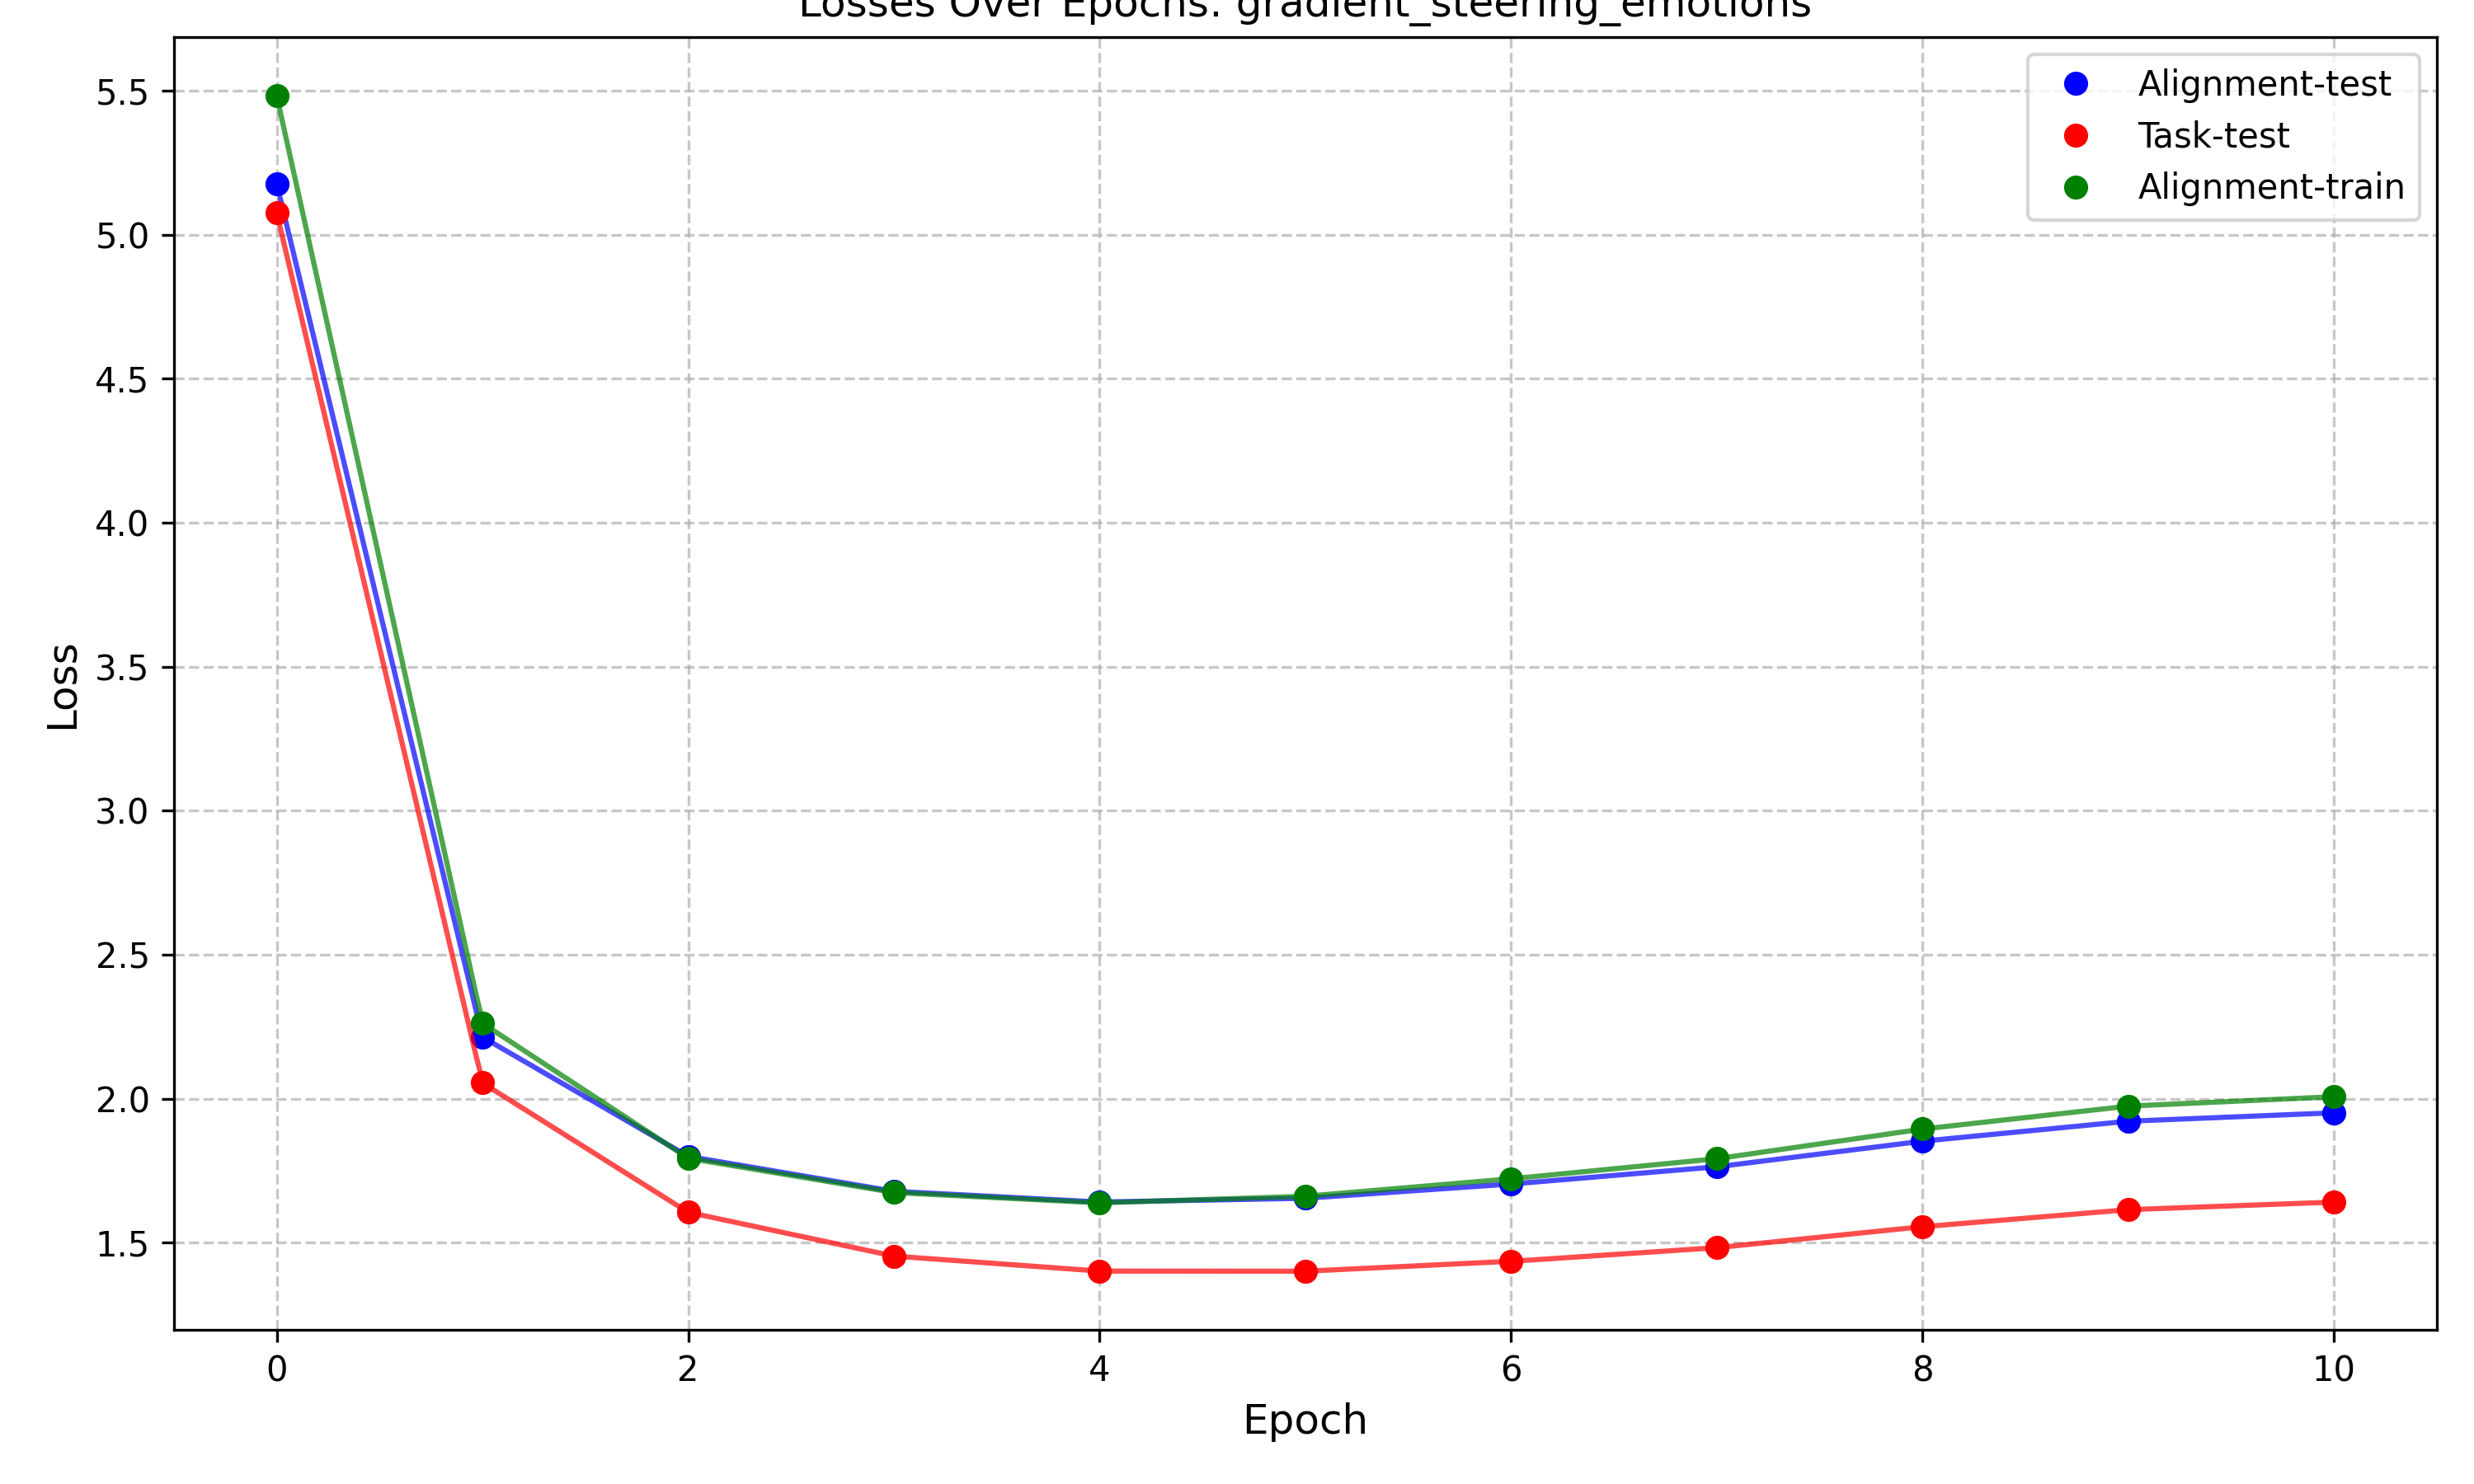 Losses Over Epochs: gradient_steering_emotions
Alignment-test
Task-test
Alignment-train
5.5
5.0
4.5
4.0
3.5
3.0
2.5
2.0
1.5
Loss
0 2 4 6 8 10
Epoch